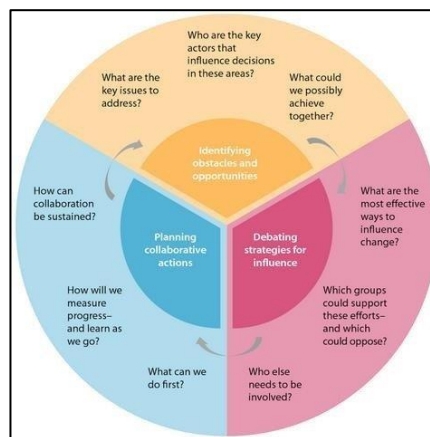 Who are the key
actors that
influence decisions
in these areas?
What are the
key issues to
address?
What could
we possibly
achieve
together?
Identifying
obstacles and
opportunities
How can
collaboration
be sustained?
What are the
most effective
ways to
influence
change?
Planning
collaborative
actions
Debating
strategies for
influence
How will we
measure
progress–
and learn as
we go?
Which groups
could support
these efforts–
and which
could oppose?
What can we
do first?
Who else
needs to be
involved?